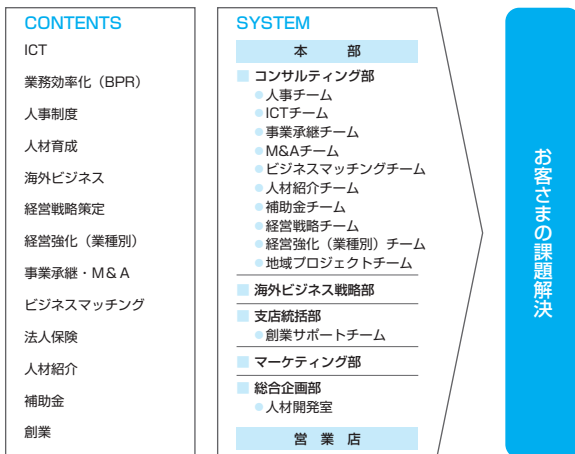 CONTENTS
ICT
業務効率化（BPR）
人事制度
人材育成
海外ビジネス
経営戦略策定
経営強化（業種別）
事業承継・M&A
ビジネスマッチング
法人保険
人材紹介
補助金
創業
SYSTEM
本　部
コンサルティング部
人事チーム
ICTチーム
事業承継チーム
M&Aチーム
ビジネスマッチングチーム
人材紹介チーム
補助金チーム
経営戦略チーム
経営強化（業種別）チーム
地域プロジェクトチーム
海外ビジネス戦略部
支店統括部
創業サポートチーム
マーケティング部
総合企画部
人材開発室
営　業　店
お客さまの課題解決